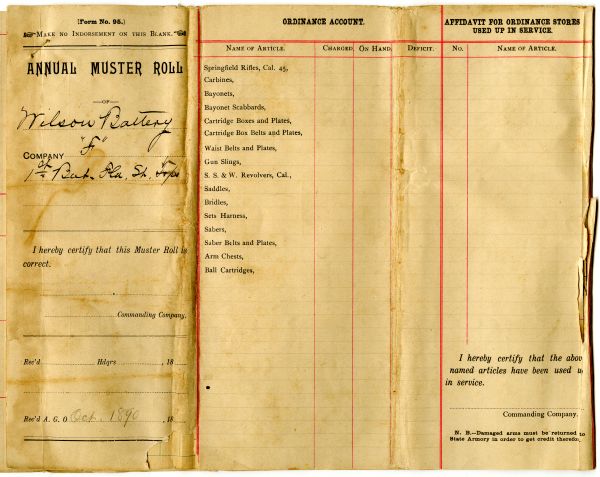 (Form No. 95.)
MAKE NO INDORSEMENT ON THIS BLANK.
ANNUAL MUSTER ROLL
—OF—
Wilson Battery
COMPANY "F"
1st Bat. Fla. St. Trps
I hereby certify that this Muster Roll is
correct.
Commanding Company.
Rec'd Hdqrs , 18
Rec'd A. G. O. Oct. 1890 , 18
ORDINANCE ACCOUNT.
NAME OF ARTICLE. CHARGED. ON HAND. DEFICIT.
Springfield Rifles, Cal. 45,
Carbines,
Bayonets,
Bayonet Scabbards,
Cartridge Boxes and Plates,
Cartridge Box Belts and Plates,
Waist Belts and Plates,
Gun Slings,
S. S. & W. Revolvers, Cal.,
Saddles,
Bridles,
Sets Harness,
Sabers,
Saber Belts and Plates,
Arm Chests,
Ball Cartridges,
AFFIDAVIT FOR ORDINANCE STORES
USED UP IN SERVICE.
NO. NAME OF ARTICLE.
I hereby certify that the abov
named articles have been used u
in service.
Commanding Company.
N. B.—Damaged arms must be returned to
State Armory in order to get credit therefor.